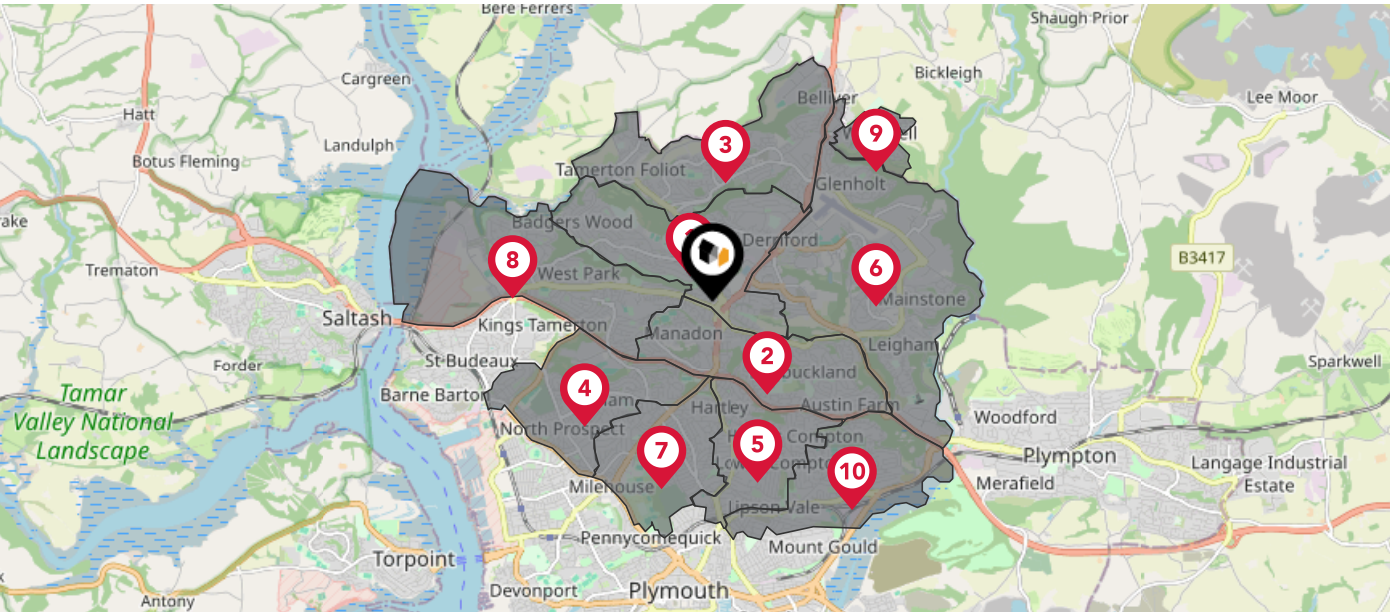 Bere Ferrers
Shaugh Prior
Cargreen
Bickleigh
Belliver
Lee Moor
Hatt
9
Landulph
3
Botus Fleming
Tamerton Foliot
Glenholt
Badgers Wood
Dernford
B3417
8
West Park
6
Trematon
Mainstone
Saltash
Kings Tamerton
Manadon
Leigham
2
St-Budeaux
Forder
Sparkwell
Tamar
Valley National
Landscape
4
Barne Barton
Hartley
Austin Farm
Woodford
North Prospect
7
5
Compton
10
Plympton
Langage Industrial
Estate
Merafield
Milehouse
Lipson Vale
Pennycomequick
Mount Gould
Torpoint
Devonport
Plymouth
Antony